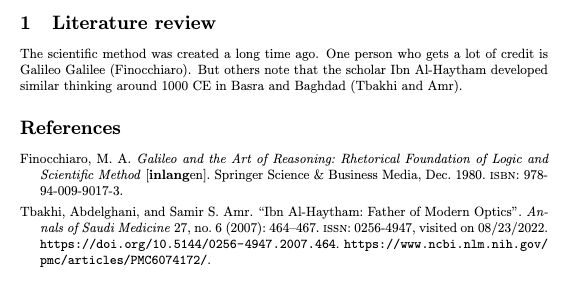 1 Literature review
The scientific method was created a long time ago. One person who gets a lot of credit is
Galileo Galilee (Finocchiaro). But others note that the scholar Ibn Al-Haytham developed
similar thinking around 1000 CE in Basra and Baghdad (Tbakhi and Amr).
References
Finocchiaro, M. A. Galileo and the Art of Reasoning: Rhetorical Foundation of Logic and
Scientific Method [inlangen]. Springer Science & Business Media, Dec. 1980. ISBN: 978-
94-009-9017-3.
Tbakhi, Abdelghani, and Samir S. Amr. “Ibn Al-Haytham: Father of Modern Optics”. An-
nals of Saudi Medicine 27, no. 6 (2007): 464–467. ISSN: 0256-4947, visited on 08/23/2022.
https://doi.org/10.5144/0256-4947.2007.464. https://www.ncbi.nlm.nih.gov/
pmc/articles/PMC6074172/.